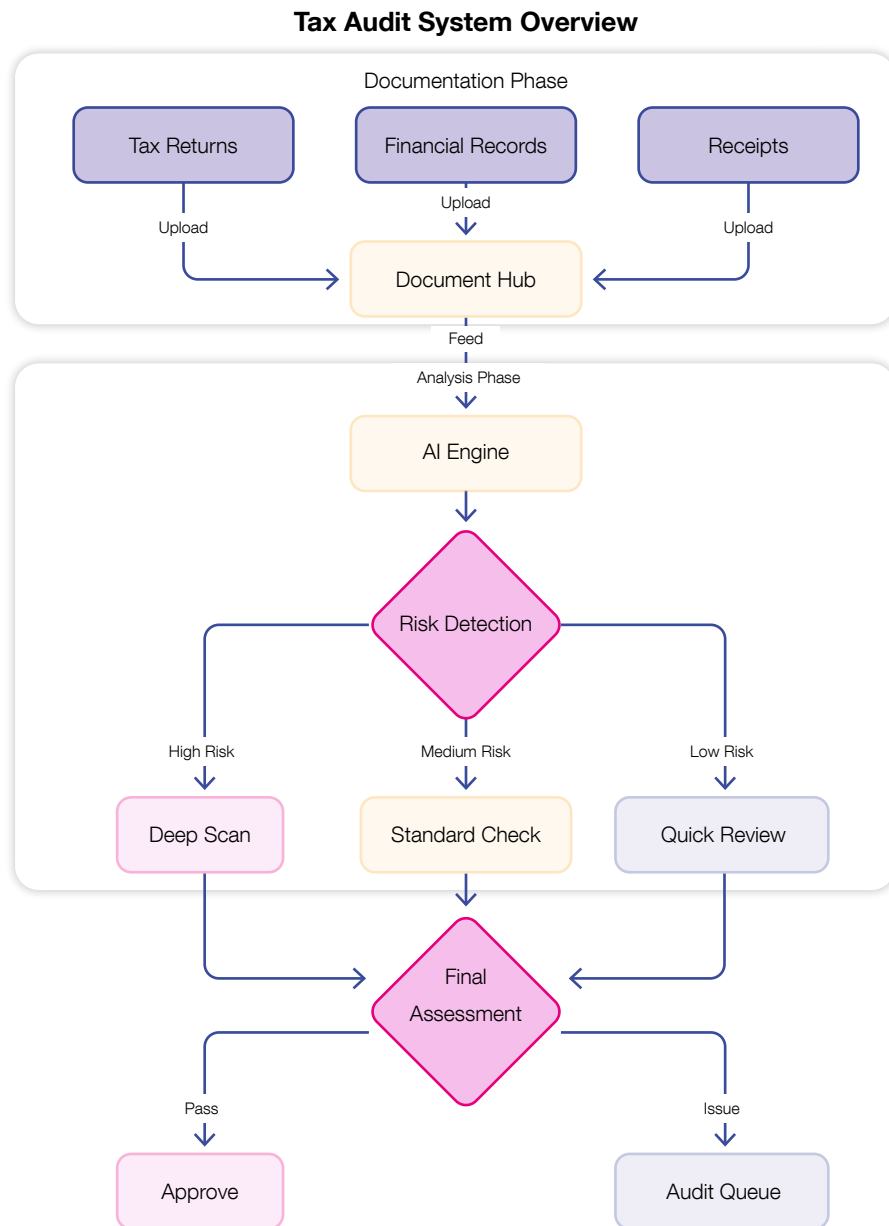 Tax Audit System Overview
Documentation Phase
Tax Returns
Financial Records
Receipts
Upload
Upload
Upload
Document Hub
Feed
Analysis Phase
AI Engine
Risk Detection
High Risk
Medium Risk
Low Risk
Deep Scan
Standard Check
Quick Review
Final
Assessment
Pass
Issue
Approve
Audit Queue